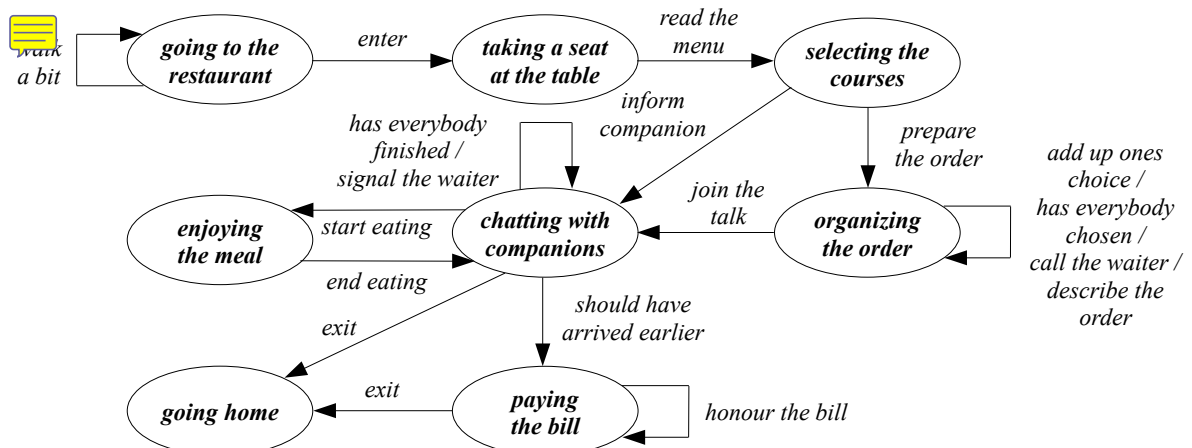 walk
a bit
going to the
restaurant
enter
taking a seat
at the table
read the
menu
selecting the
courses
inform
companion
prepare
the order
has everybody
finished /
signal the waiter
add up ones
choice /
has everybody
chosen /
call the waiter /
describe the
order
join the
talk
organizing
the order
chatting with
companions
start eating
enjoying
the meal
end eating
should have
arrived earlier
exit
exit
going home
paying
the bill
honour the bill